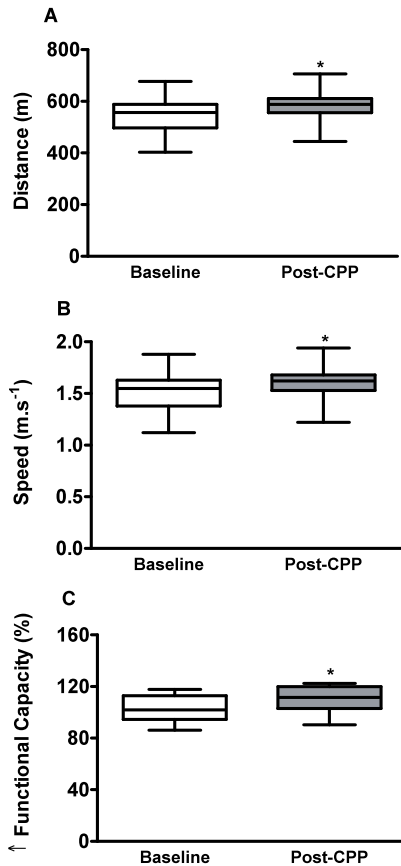 A
Distance (m)
800
600
400
200
0
*
Baseline
Post-CPP
B
Speed (m.s-1)
2.0
1.5
1.0
0.5
0.0
*
Baseline
Post-CPP
C
↑ Functional Capacity (%)
160
120
80
40
0
*
Baseline
Post-CPP